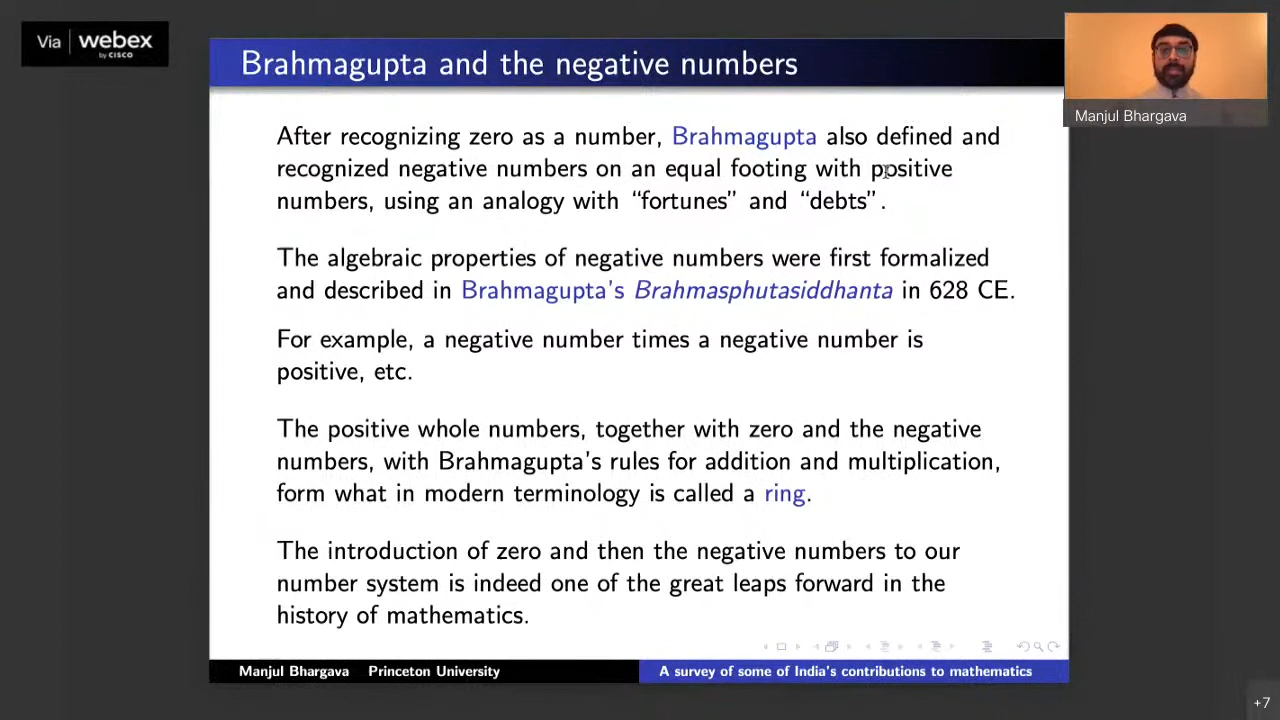 Via webex
by CISCO
Brahmagupta and the negative numbers
Manjul Bhargava
After recognizing zero as a number, Brahmagupta also defined and
recognized negative numbers on an equal footing with positive
numbers, using an analogy with “fortunes” and “debts”.
The algebraic properties of negative numbers were first formalized
and described in Brahmagupta's Brahmasphutasiddhanta in 628 CE.
For example, a negative number times a negative number is
positive, etc.
The positive whole numbers, together with zero and the negative
numbers, with Brahmagupta's rules for addition and multiplication,
form what in modern terminology is called a ring.
The introduction of zero and then the negative numbers to our
number system is indeed one of the great leaps forward in the
history of mathematics.
Manjul Bhargava Princeton University
A survey of some of India's contributions to mathematics
+7